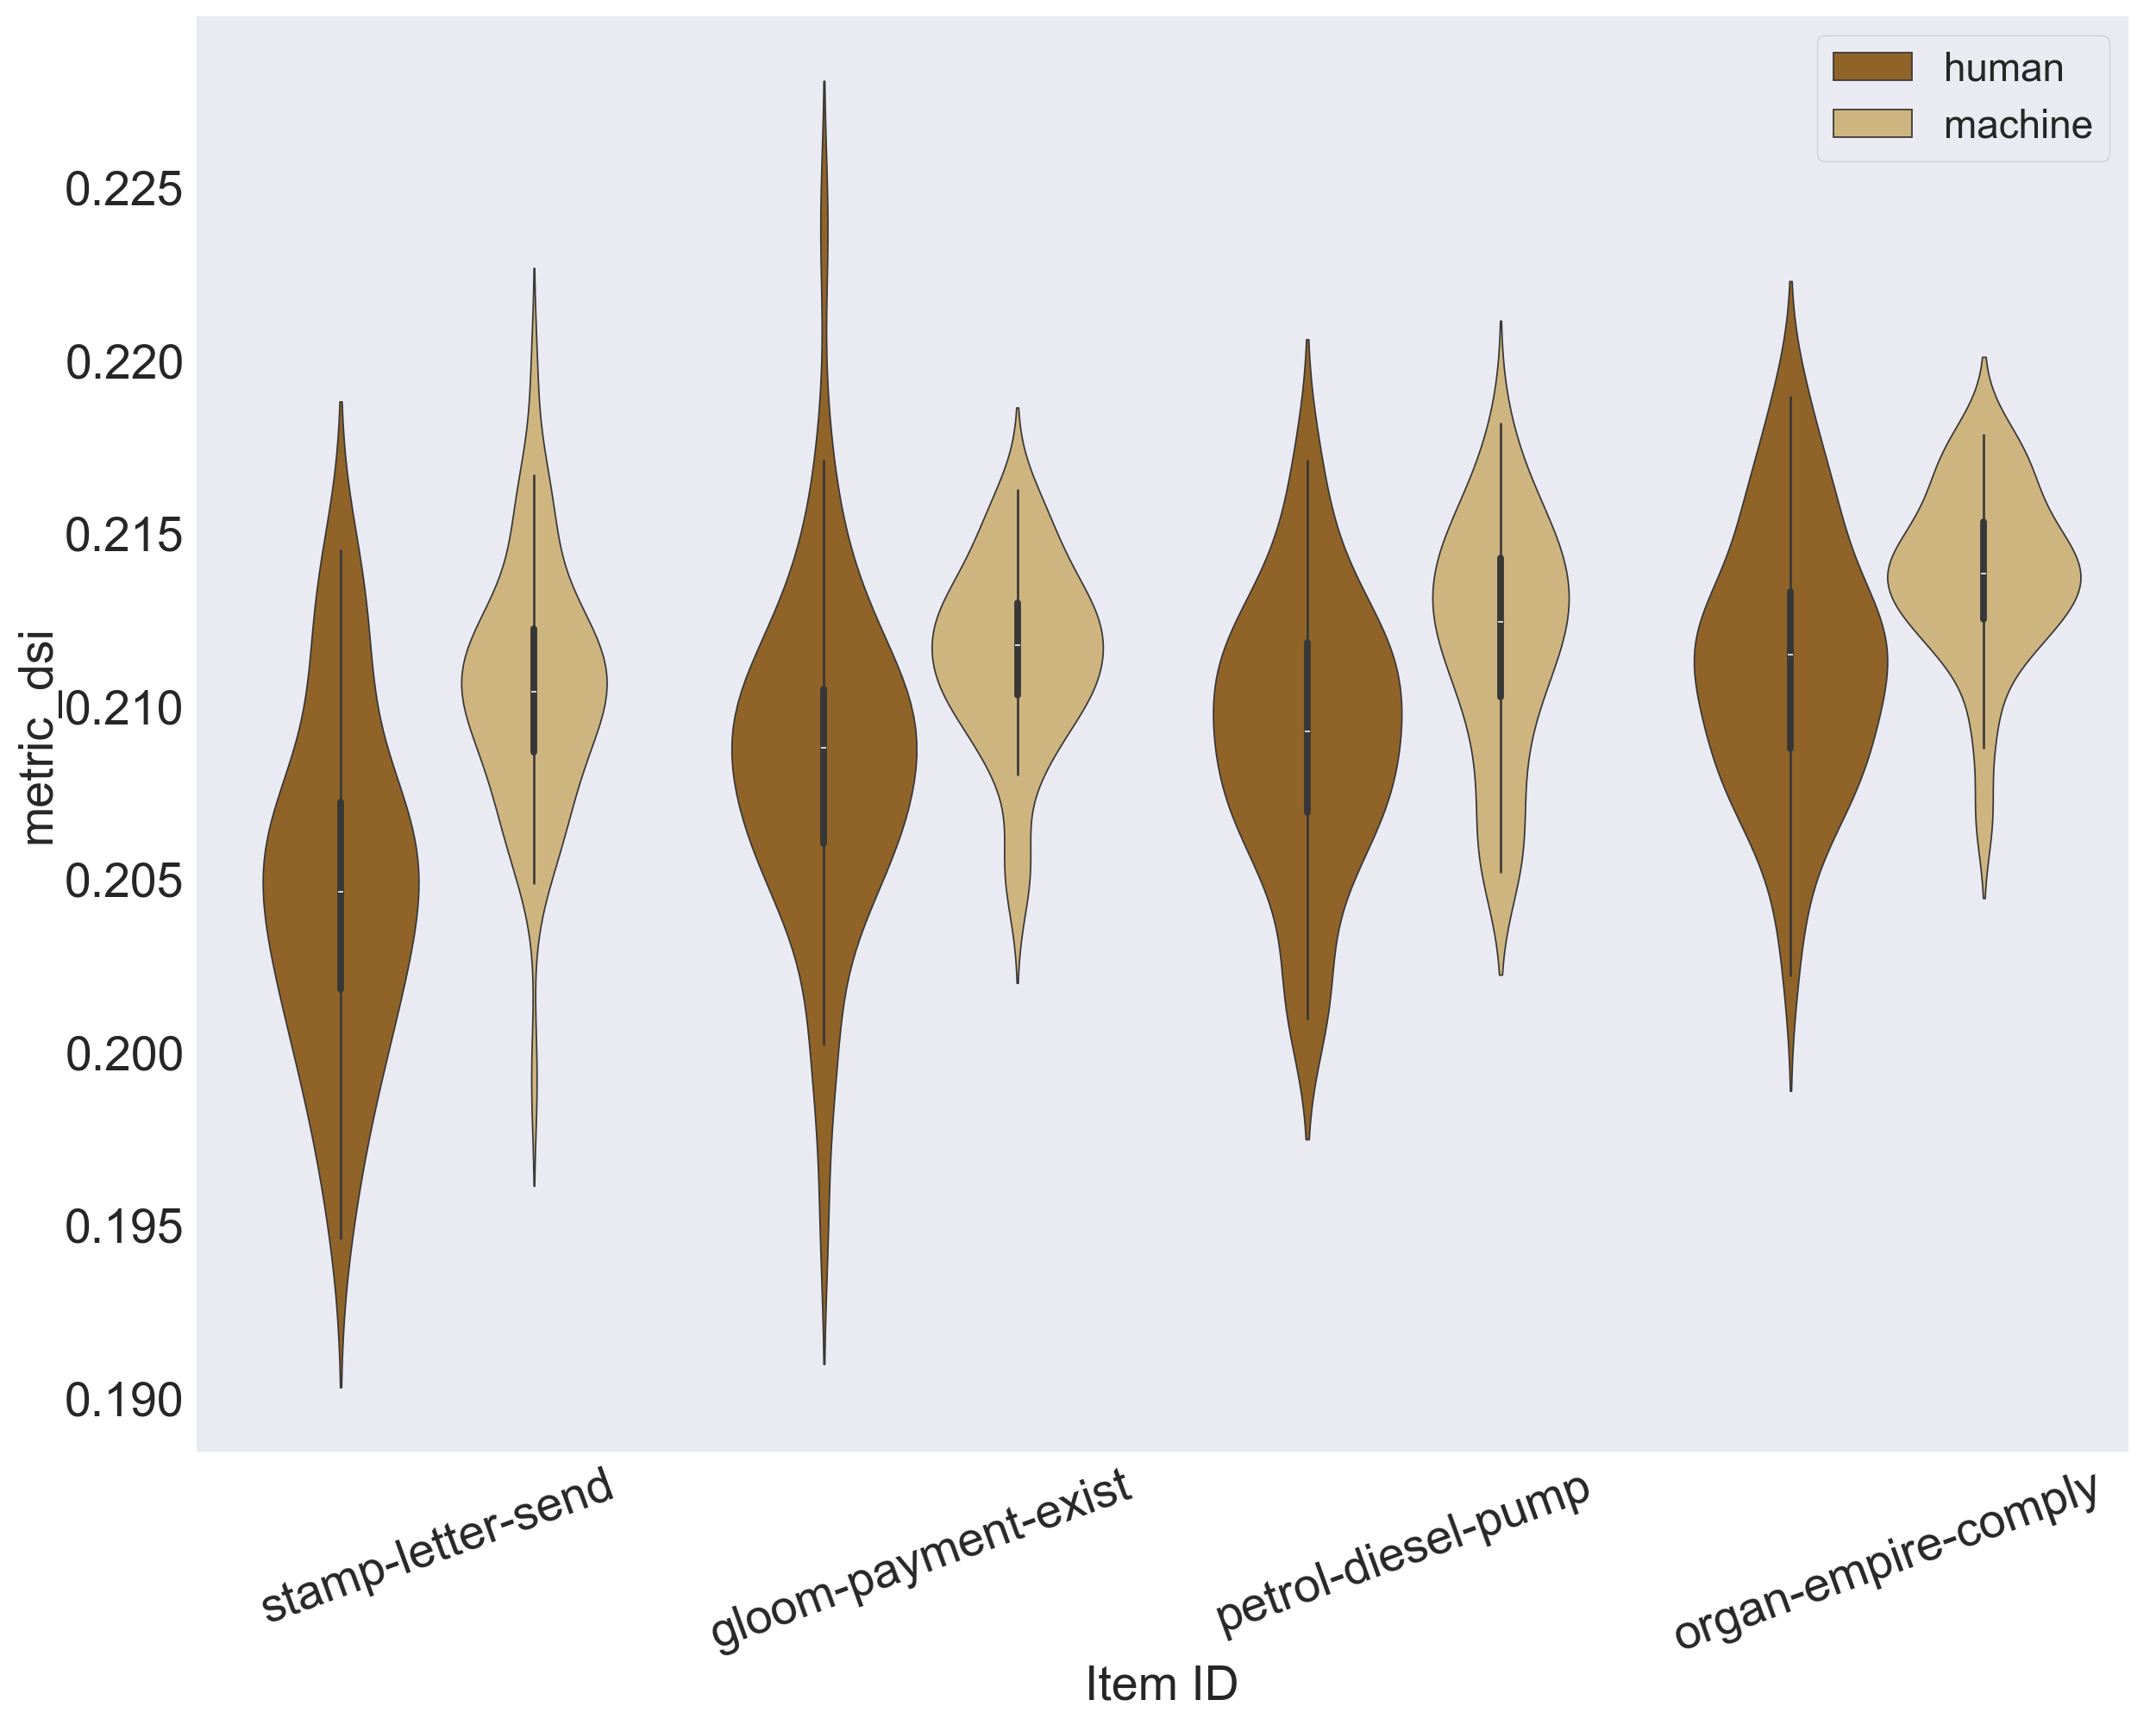 human
machine
0.225
0.220
0.215
0.210
0.205
0.200
0.195
0.190
metric_dsi
stamp-letter-send
gloom-payment-exist
petrol-diesel-pump
organ-empire-comply
Item ID